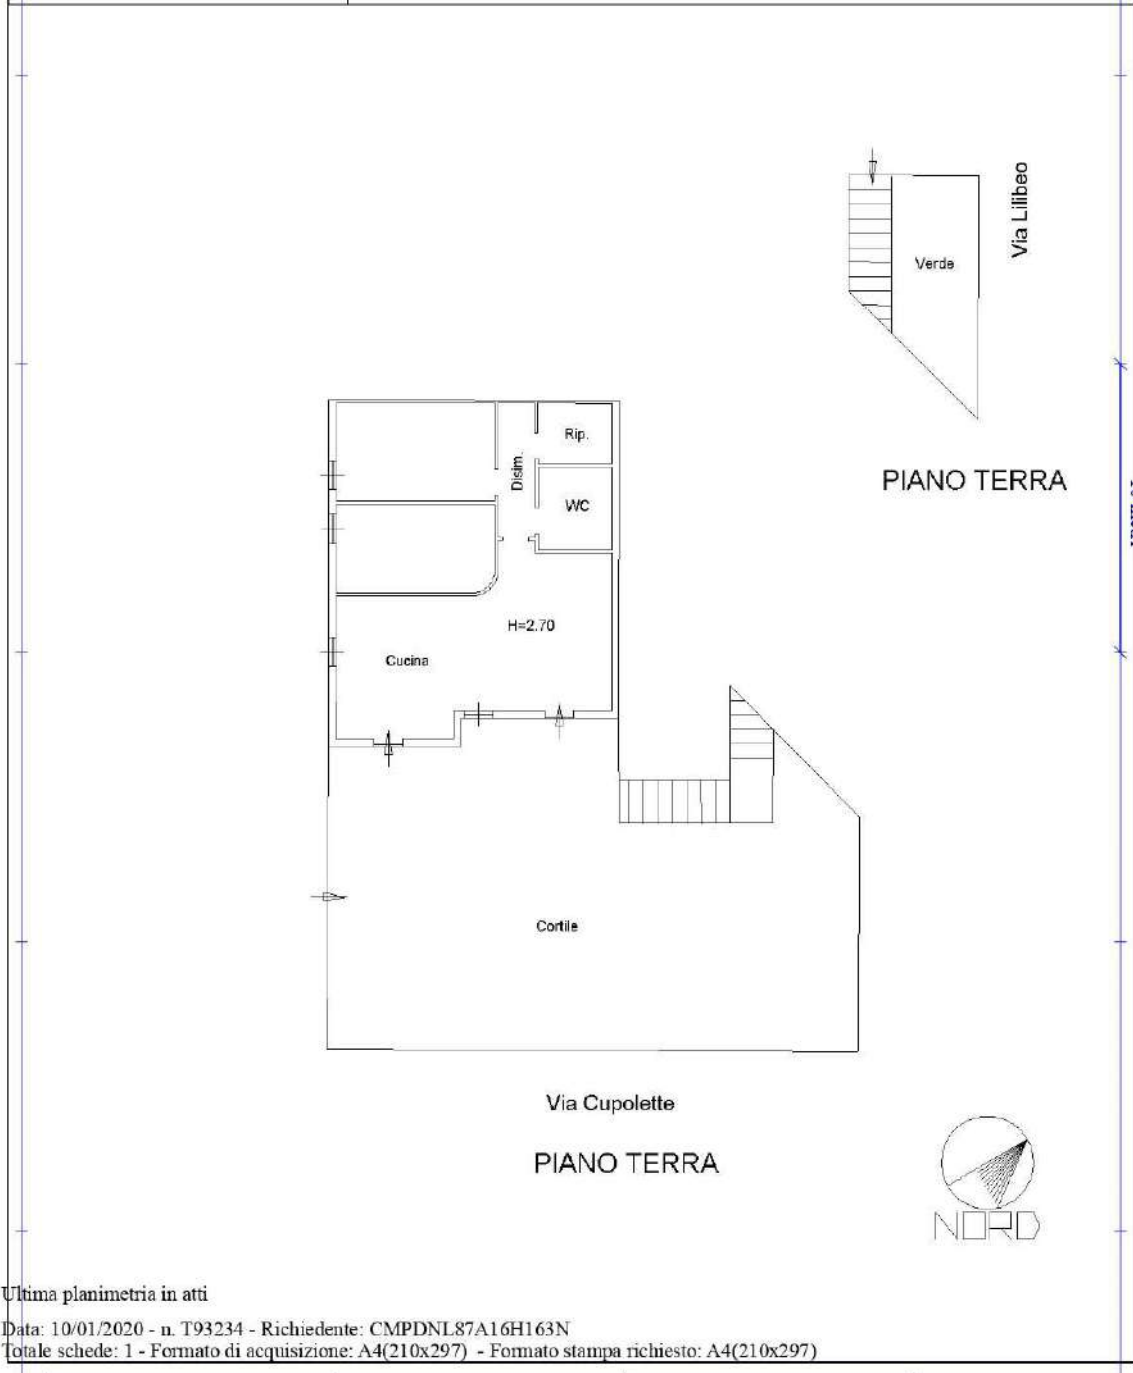 Via Lilibeo
Verde
PIANO TERRA
Rip.
Disim.
WC
H=2.70
Cucina
Cortile
Via Cupolette
PIANO TERRA
NORD
Ultima planimetria in atti
Data: 10/01/2020 - n. T93234 - Richiedente: CMPDNL87A16H163N
Totale schede: 1 - Formato di acquisizione: A4(210x297) - Formato stampa richiesto: A4(210x297)